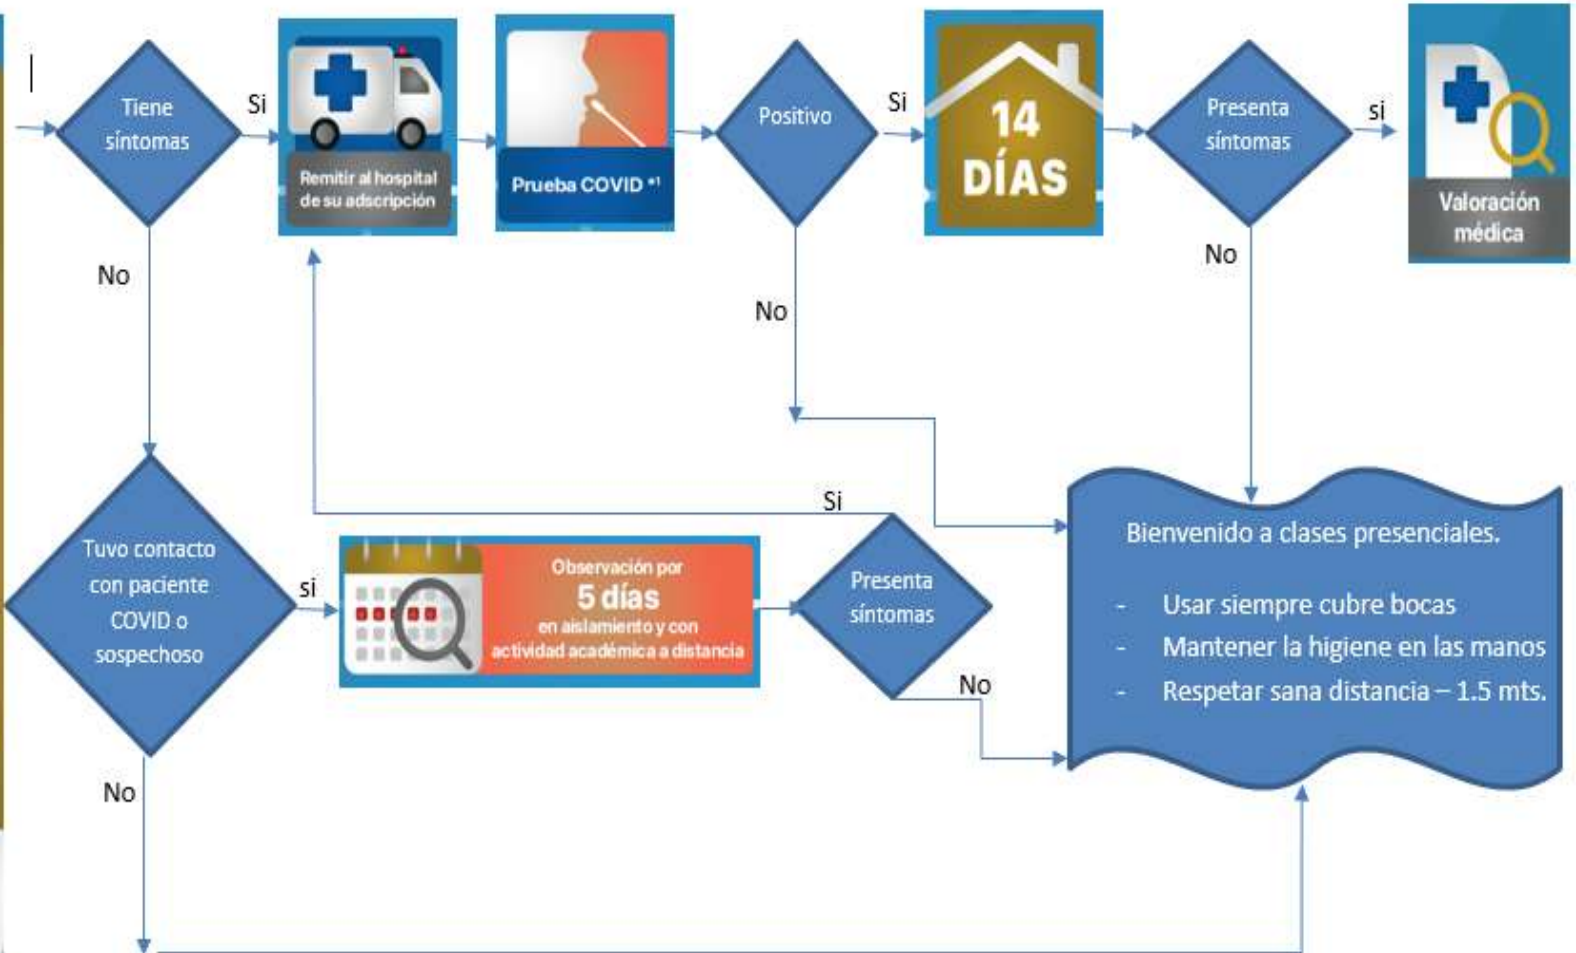 Tiene
síntomas
Si
Remitir al hospital
de su adscripción
Prueba COVID *1
Positivo
Si
14
DÍAS
Presenta
síntomas
si
Valoración
médica
No
No
No
Tuvo contacto
con paciente
COVID o
sospechoso
si
Observación por
5 días
en aislamiento y con
actividad académica a distancia
Si
Presenta
síntomas
No
No
Bienvenido a clases presenciales.
- Usar siempre cubre bocas
- Mantener la higiene en las manos
- Respetar sana distancia – 1.5 mts.